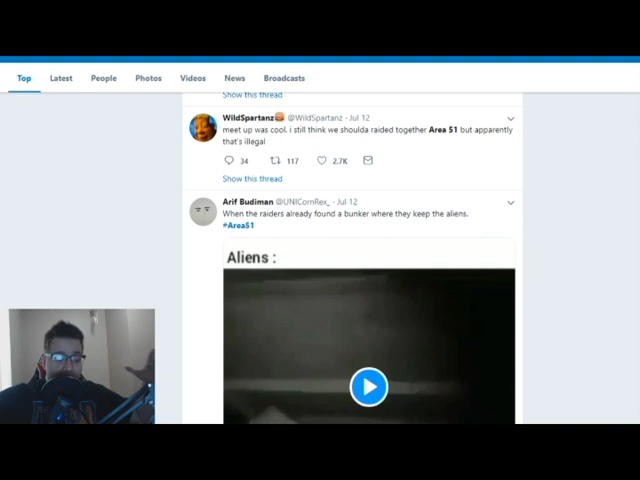 Top Latest People Photos Videos News Broadcasts
Show this thread
WildSpartanz @WildSpartanz · Jul 12
meet up was cool. i still think we shoulda raided together Area 51 but apparently
that's illegal
34 117 2.7K
Show this thread
Arif Budiman @UNICornRex_ · Jul 12
When the raiders already found a bunker where they keep the aliens.
#Area51
Aliens :